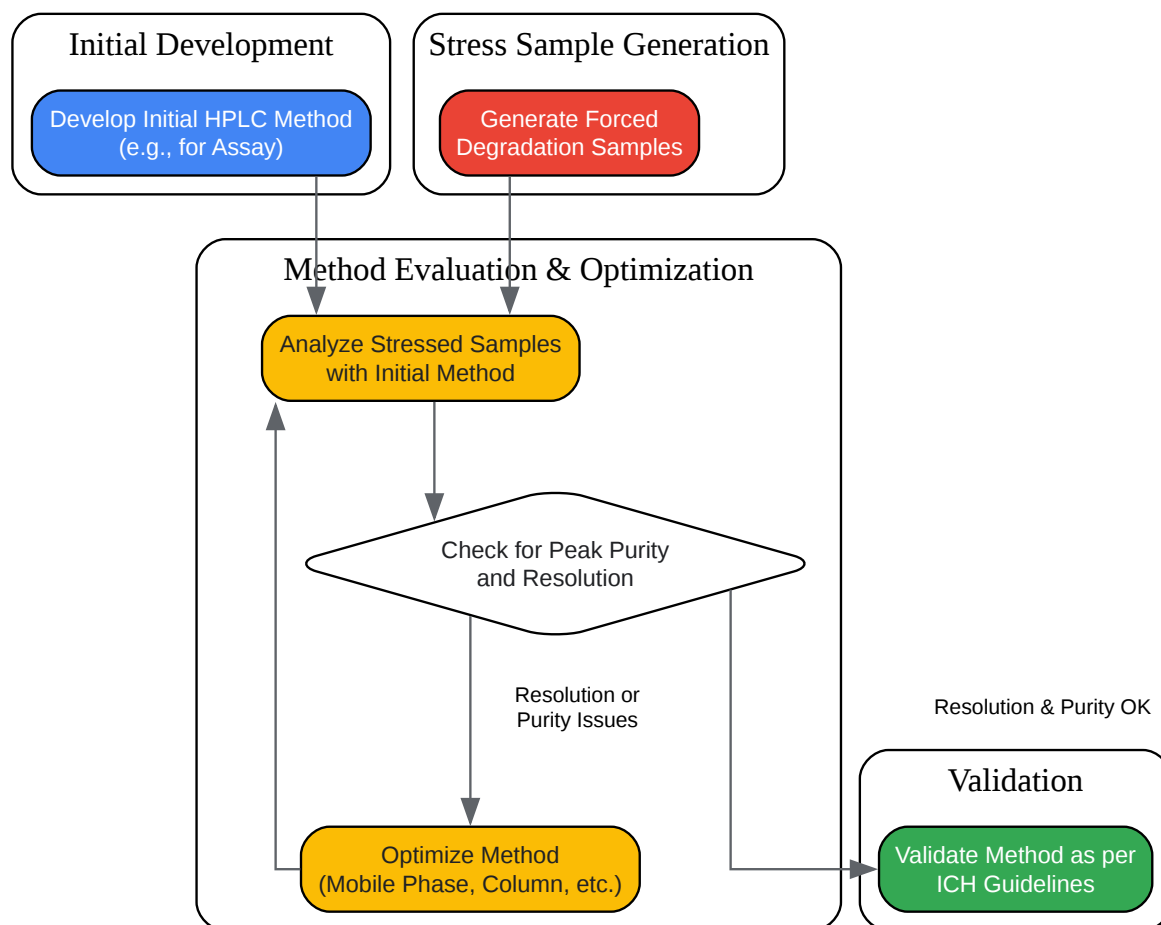 Initial Development
Stress Sample Generation
Develop Initial HPLC Method
(e.g., for Assay)
Generate Forced
Degradation Samples
Method Evaluation & Optimization
Analyze Stressed Samples
with Initial Method
Check for Peak Purity
and Resolution
Resolution or
Purity Issues
Resolution & Purity OK
Validation
Optimize Method
(Mobile Phase, Column, etc.)
Validate Method as per
ICH Guidelines